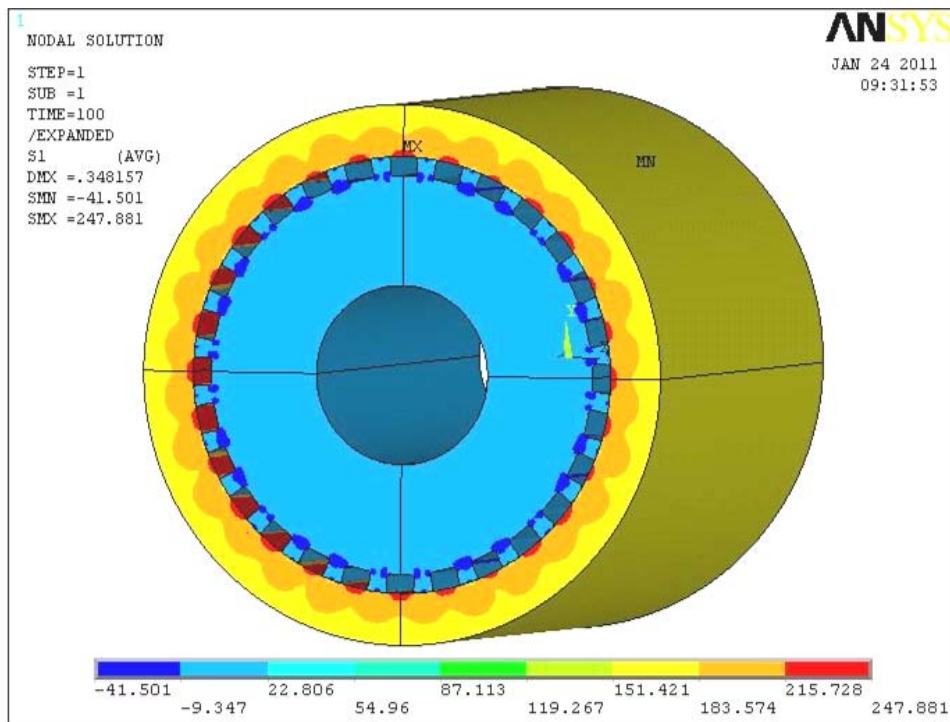 1
NODAL SOLUTION
STEP=1
SUB =1
TIME=100
/EXPANDED
S1 (AVG)
DMX =.348157
SMN =-41.501
SMX =247.881
ANSYS
JAN 24 2011
09:31:53
MX
MN
Y
-41.501
-9.347
22.806
54.96
87.113
119.267
151.421
183.574
215.728
247.881